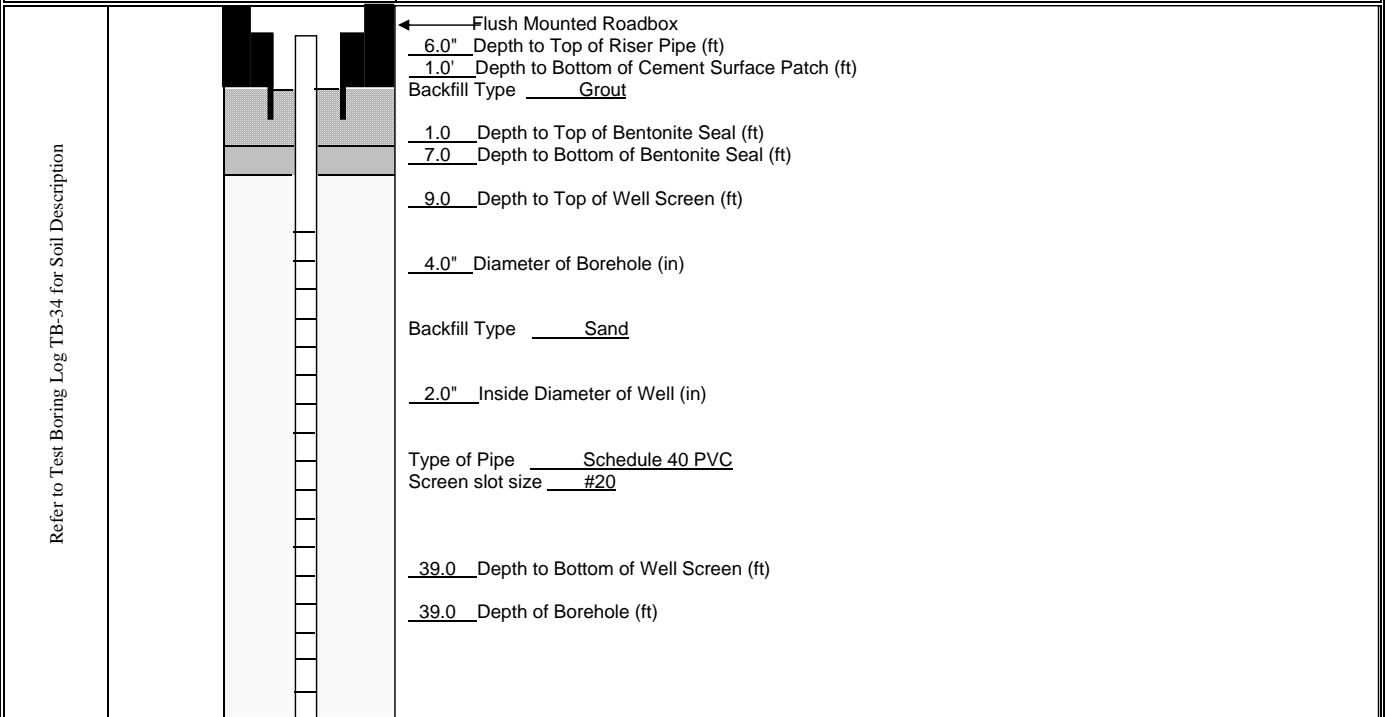 Refer to Test Boring Log TB-34 for Soil Description
Flush Mounted Roadbox
6.0" Depth to Top of Riser Pipe (ft)
1.0' Depth to Bottom of Cement Surface Patch (ft)
Backfill Type Grout
1.0 Depth to Top of Bentonite Seal (ft)
7.0 Depth to Bottom of Bentonite Seal (ft)
9.0 Depth to Top of Well Screen (ft)
4.0" Diameter of Borehole (in)
Backfill Type Sand
2.0" Inside Diameter of Well (in)
Type of Pipe Schedule 40 PVC
Screen slot size #20
39.0 Depth to Bottom of Well Screen (ft)
39.0 Depth of Borehole (ft)